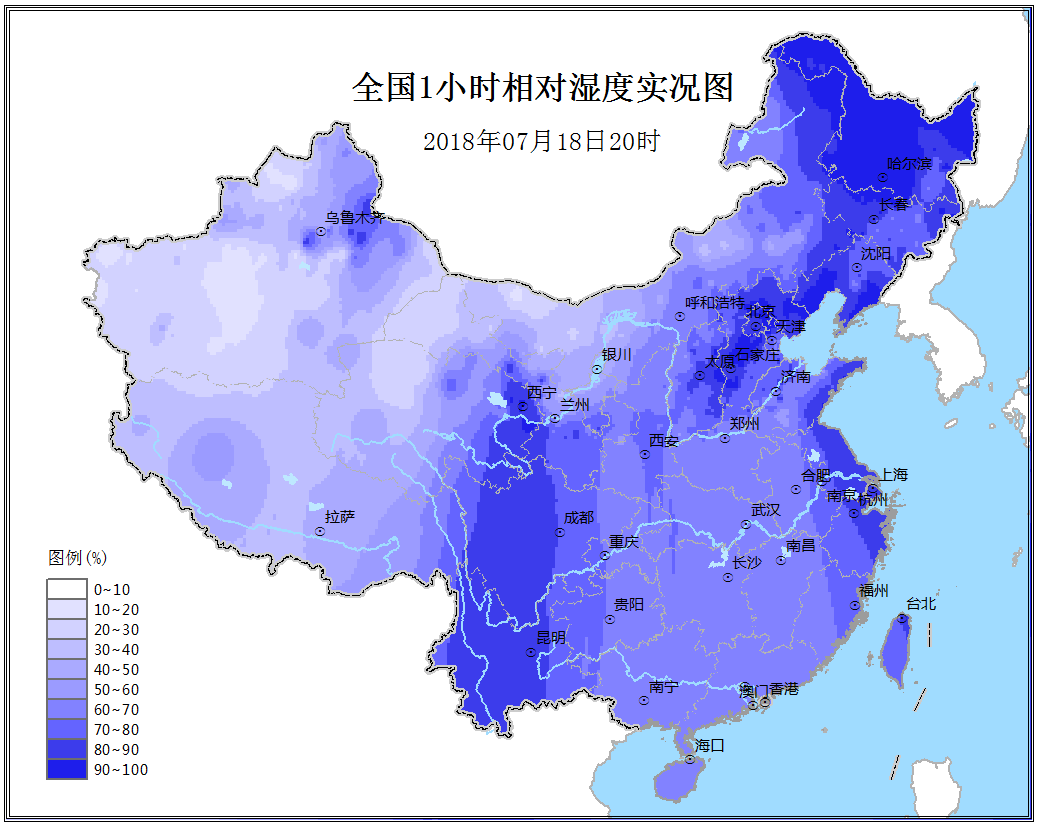 全国1小时相对湿度实况图
2018年07月18日20时
哈尔滨
长春
乌鲁木齐
沈阳
呼和浩特
北京
天津
银川
太原
石家庄
济南
西宁
兰州
郑州
西安
合肥
上海
南京
杭州
拉萨
成都
武汉
重庆
南昌
长沙
贵阳
福州
台北
昆明
南宁
澳门
香港
海口
图例(%)
0~10
10~20
20~30
30~40
40~50
50~60
60~70
70~80
80~90
90~100